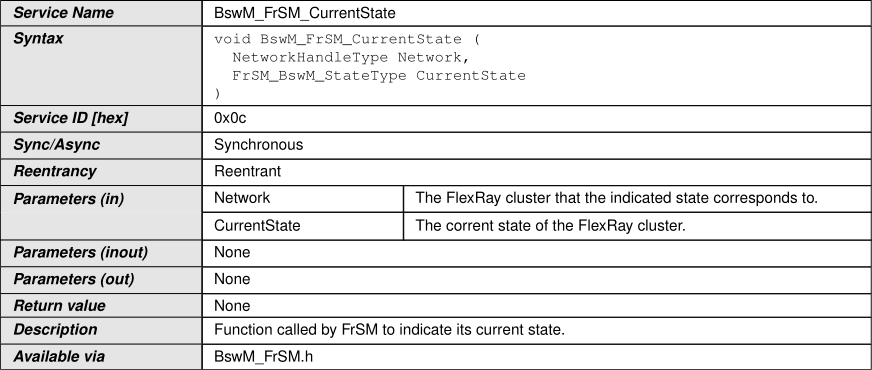 Service Name BswM_FrSM_CurrentState
Syntax void BswM_FrSM_CurrentState (
NetworkHandleType Network,
FrSM_BswM_StateType CurrentState
)
Service ID [hex] 0x0c
Sync/Async Synchronous
Reentrancy Reentrant
Parameters (in) Network The FlexRay cluster that the indicated state corresponds to.
CurrentState The corrent state of the FlexRay cluster.
Parameters (inout) None
Parameters (out) None
Return value None
Description Function called by FrSM to indicate its current state.
Available via BswM_FrSM.h